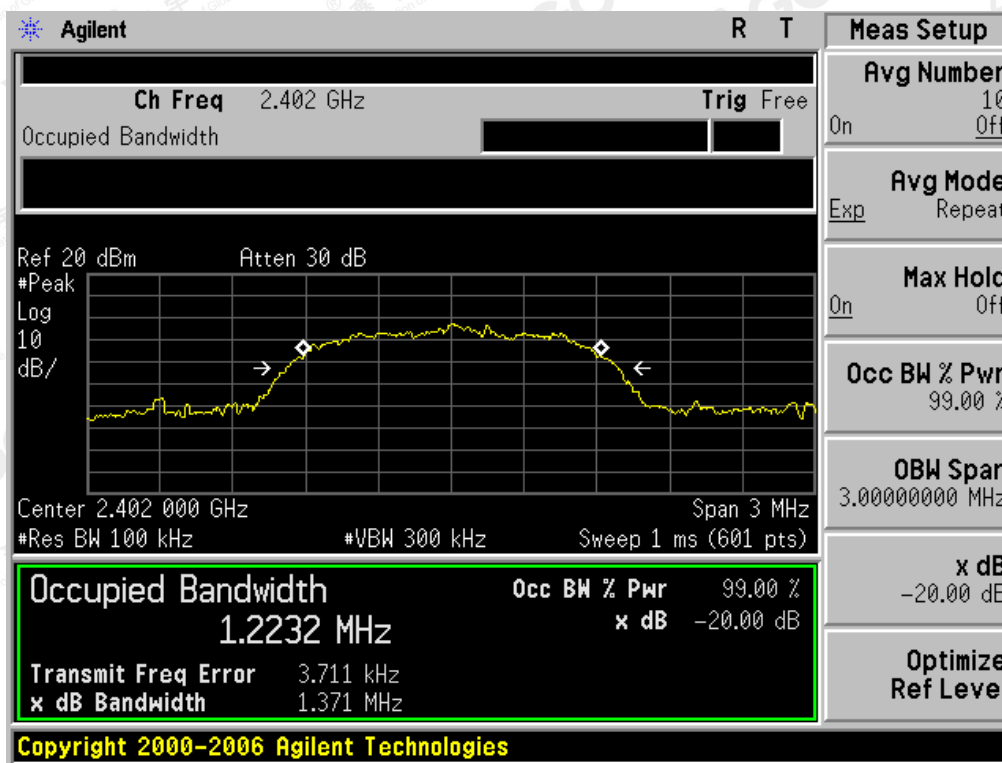 Agilent R T
Meas Setup
Ch Freq 2.402 GHz Trig Free
Occupied Bandwidth
Ref 20 dBm Atten 30 dB
#Peak
Log
10
dB/
Center 2.402 000 GHz Span 3 MHz
#Res BW 100 kHz #VBW 300 kHz Sweep 1 ms (601 pts)
Occupied Bandwidth
1.2232 MHz
Occ BW % Pwr 99.00 %
x dB -20.00 dB
Transmit Freq Error 3.711 kHz
x dB Bandwidth 1.371 MHz
Copyright 2000-2006 Agilent Technologies
Avg Number
10
On Off
Avg Mode
Exp Repeat
Max Hold
On Off
Occ BW % Pwr
99.00 %
OBW Span
3.00000000 MHz
x dB
-20.00 dB
Optimize
Ref Level